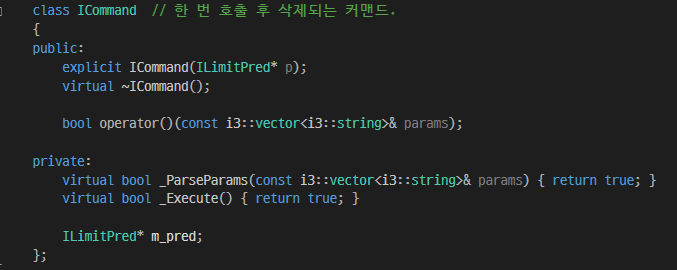 class ICommand  // 한 번 호출 후 삭제되는 커맨드.
{
public:
    explicit ICommand(ILimitPred* p);
    virtual ~ICommand();

    bool operator()(const i3::vector<i3::string>& params);

private:
    virtual bool _ParseParams(const i3::vector<i3::string>& params) { return true; }
    virtual bool _Execute() { return true; }

    ILimitPred* m_pred;
};